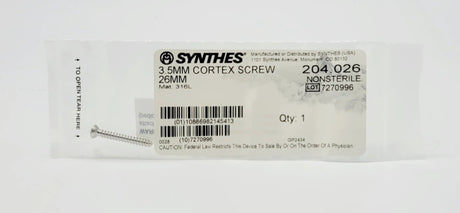 SYNTHES®
Manufactured or Distributed by SYNTHES (USA)
1101 Synthes Avenue, Monument, CO 80132
3.5MM CORTEX SCREW
26MM
Mat: 316L
204.026
NONSTERILE
LOT 7270996
(01)10886982145413
Qty: 1
0028
(10)7270996
GP2434
CAUTION: Federal Law Restricts This Device To Sale By Or On The Order Of A Physician.
TO OPEN TEAR HERE